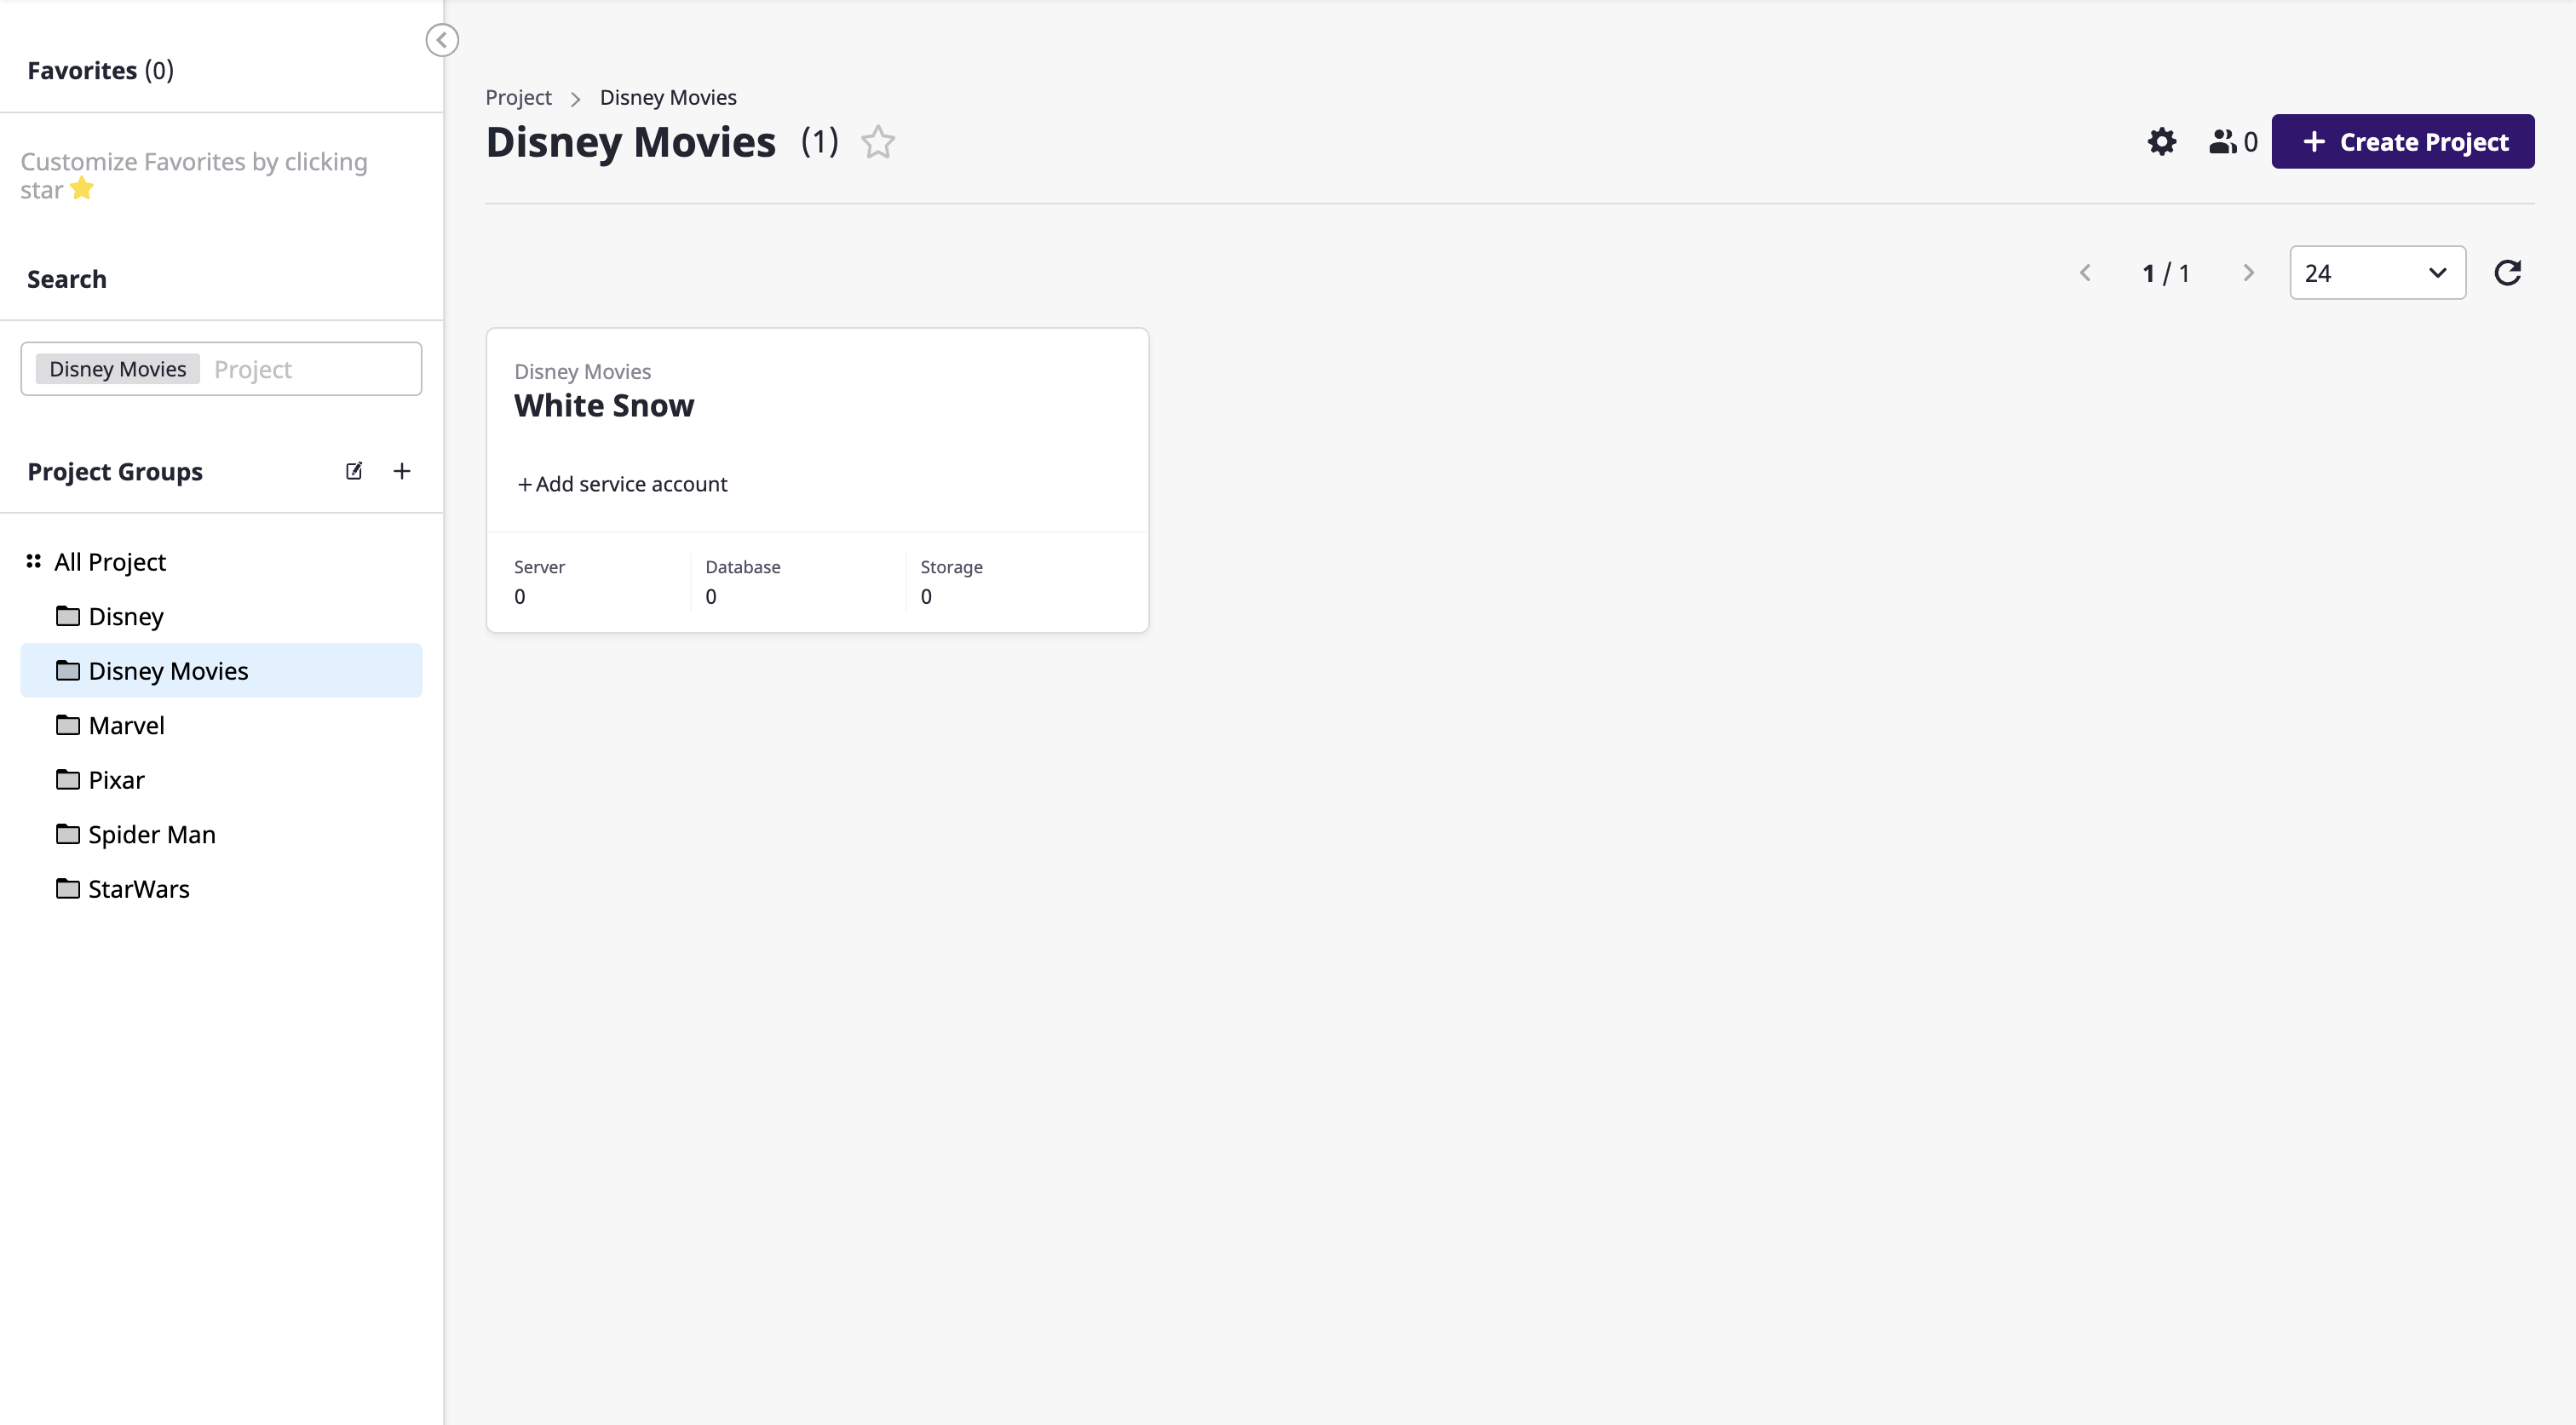 Favorites (0)
Customize Favorites by clicking
star
Search
Disney Movies Project
Project Groups
All Project
Disney
Disney Movies
Marvel
Pixar
Spider Man
StarWars
Project > Disney Movies
Disney Movies (1)
0
+ Create Project
1 / 1
24
Disney Movies
White Snow
+ Add service account
Server Database Storage
0 0 0